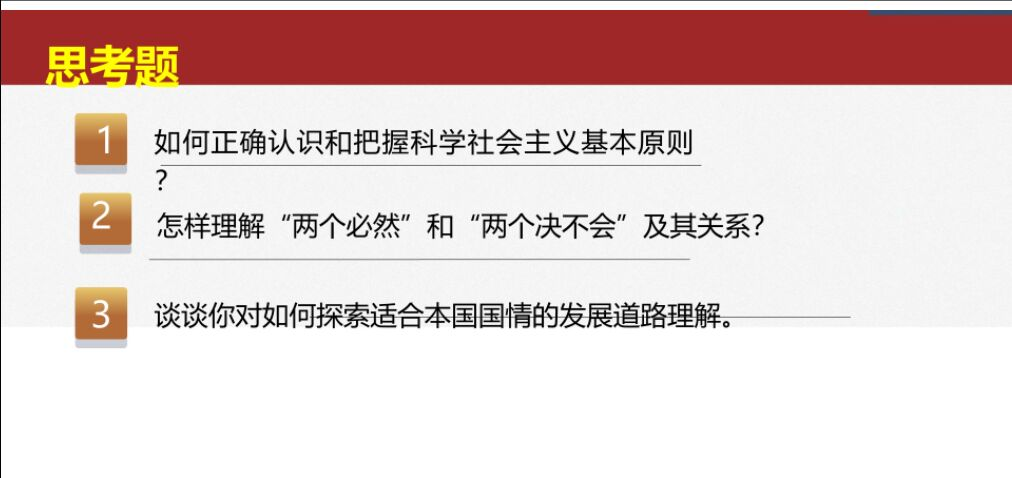 思考题
1
如何正确认识和把握科学社会主义基本原则
?
2
怎样理解“两个必然”和“两个决不会”及其关系?
3
谈谈你对如何探索适合本国国情的发展道路理解。